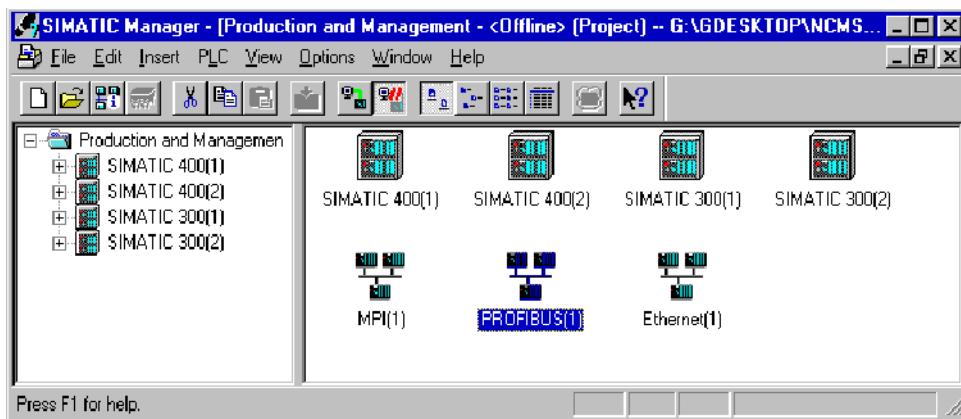 SIMATIC Manager - [Production and Management - <Offline> (Project) -- G:\GDESKTOP\NCMS...
File Edit Insert PLC View Options Window Help
Production and Managemen
SIMATIC 400(1)
SIMATIC 400(2)
SIMATIC 300(1)
SIMATIC 300(2)
SIMATIC 400(1) SIMATIC 400(2) SIMATIC 300(1) SIMATIC 300(2)
MPI(1) PROFIBUS(1) Ethernet(1)
Press F1 for help.